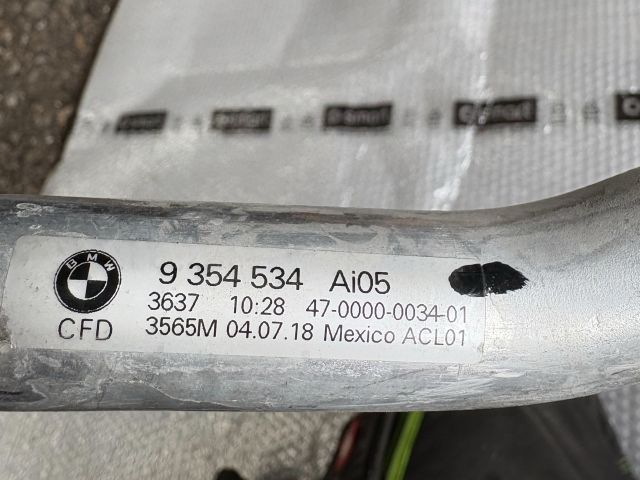 BMW
9 354 534 Ai05
3637 10:28 47-0000-0034-01
CFD 3565M 04.07.18 Mexico ACL01